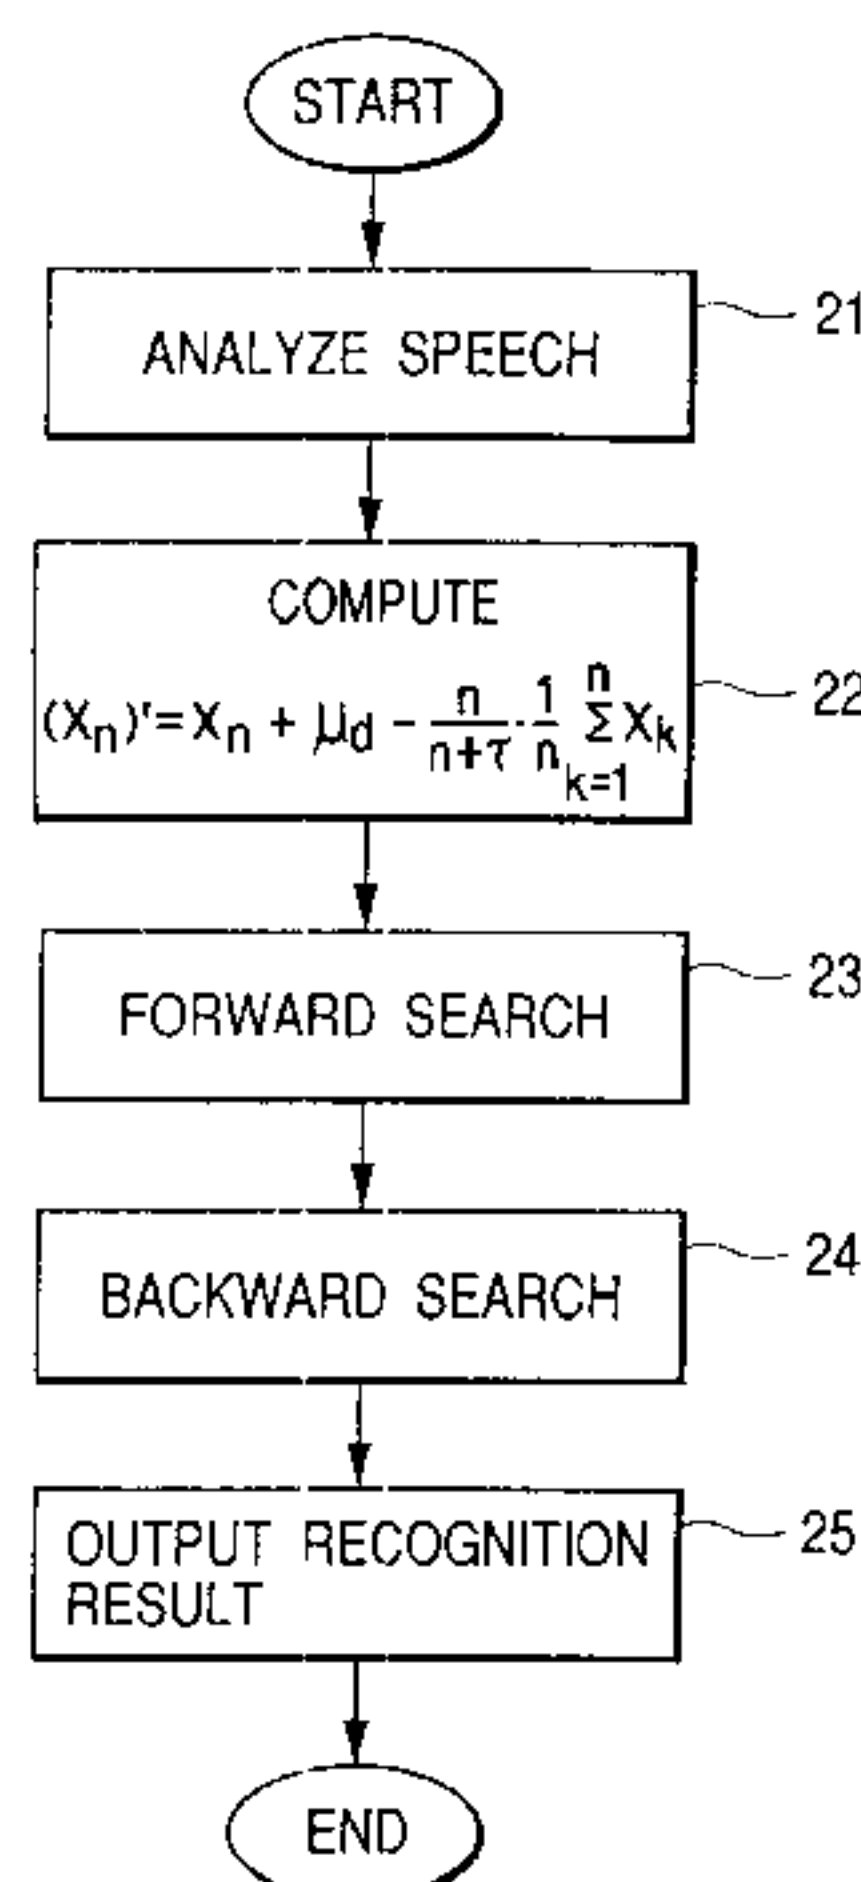 START
ANALYZE SPEECH
21
COMPUTE
(Xn)'=Xn + μd - n/(n+τ) · 1/n Σ(k=1 to n) Xk
22
FORWARD SEARCH
23
BACKWARD SEARCH
24
OUTPUT RECOGNITION
RESULT
25
END